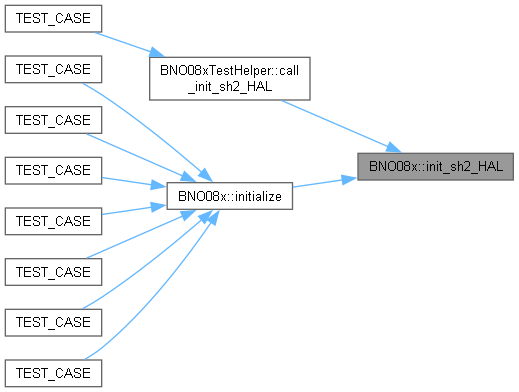 TEST_CASE
TEST_CASE
BNO08xTestHelper::call
_init_sh2_HAL
TEST_CASE
TEST_CASE
BNO08x::init_sh2_HAL
BNO08x::initialize
TEST_CASE
TEST_CASE
TEST_CASE
TEST_CASE